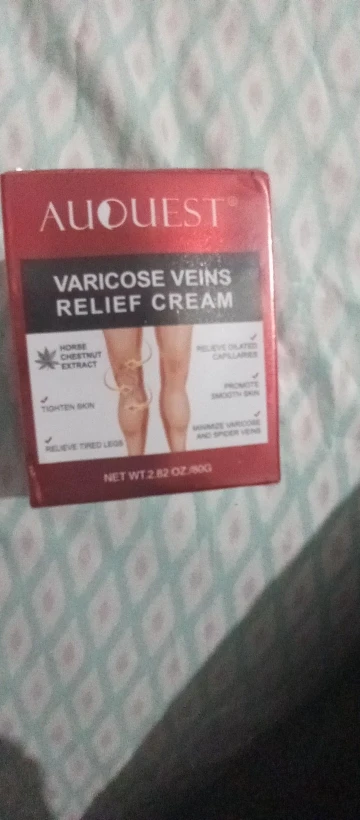 AUQUEST®
VARICOSE VEINS
RELIEF CREAM
HORSE
CHESTNUT
EXTRACT
TIGHTEN SKIN
RELIEVE TIRED LEGS
RELIEVE DILATED
CAPILLARIES
PROMOTE
SMOOTH SKIN
MINIMIZE VARICOSE
AND SPIDER VEINS
NET WT.2.82 OZ./80G